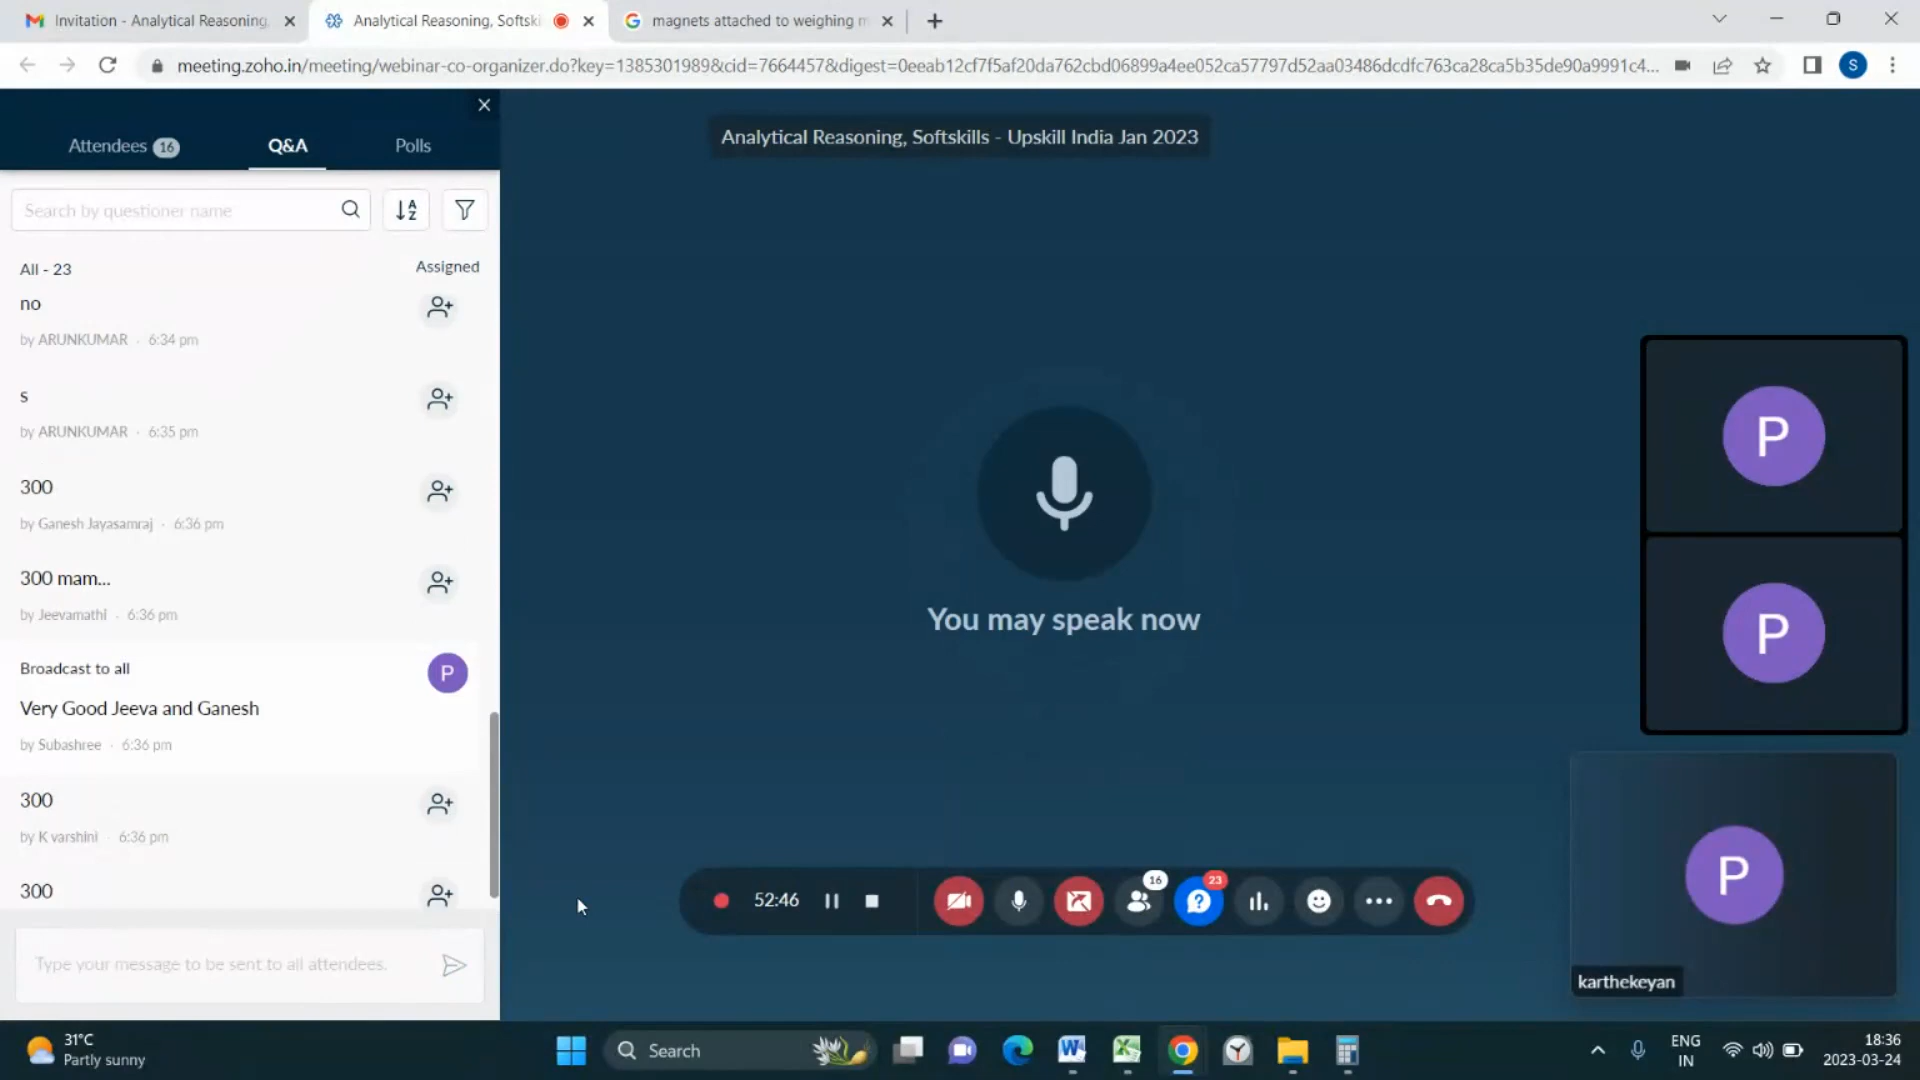 Invitation - Analytical Reasoning,
Analytical Reasoning, Softski
magnets attached to weighing m
meeting.zoho.in/meeting/webinar-co-organizer.do?key=1385301989&cid=7664457&digest=0eeab12cf7f5af20da762cbd06899a4ee052ca57797d52aa03486dcdfc763ca28ca5b35de90a9991c4...
S
Attendees 16
Q&A
Polls
Search by questioner name
All - 23
Assigned
no
by ARUNKUMAR · 6:34 pm
s
by ARUNKUMAR · 6:35 pm
300
by Ganesh Jayasamraj · 6:36 pm
300 mam...
by Jeevamathi · 6:36 pm
Broadcast to all
P
Very Good Jeeva and Ganesh
by Subashree · 6:36 pm
300
by K varshini · 6:36 pm
300
Type your message to be sent to all attendees.
Analytical Reasoning, Softskills - Upskill India Jan 2023
You may speak now
P
P
P
karthekeyan
52:46
16
23
31°C
Partly sunny
Search
ENG
IN
18:36
2023-03-24